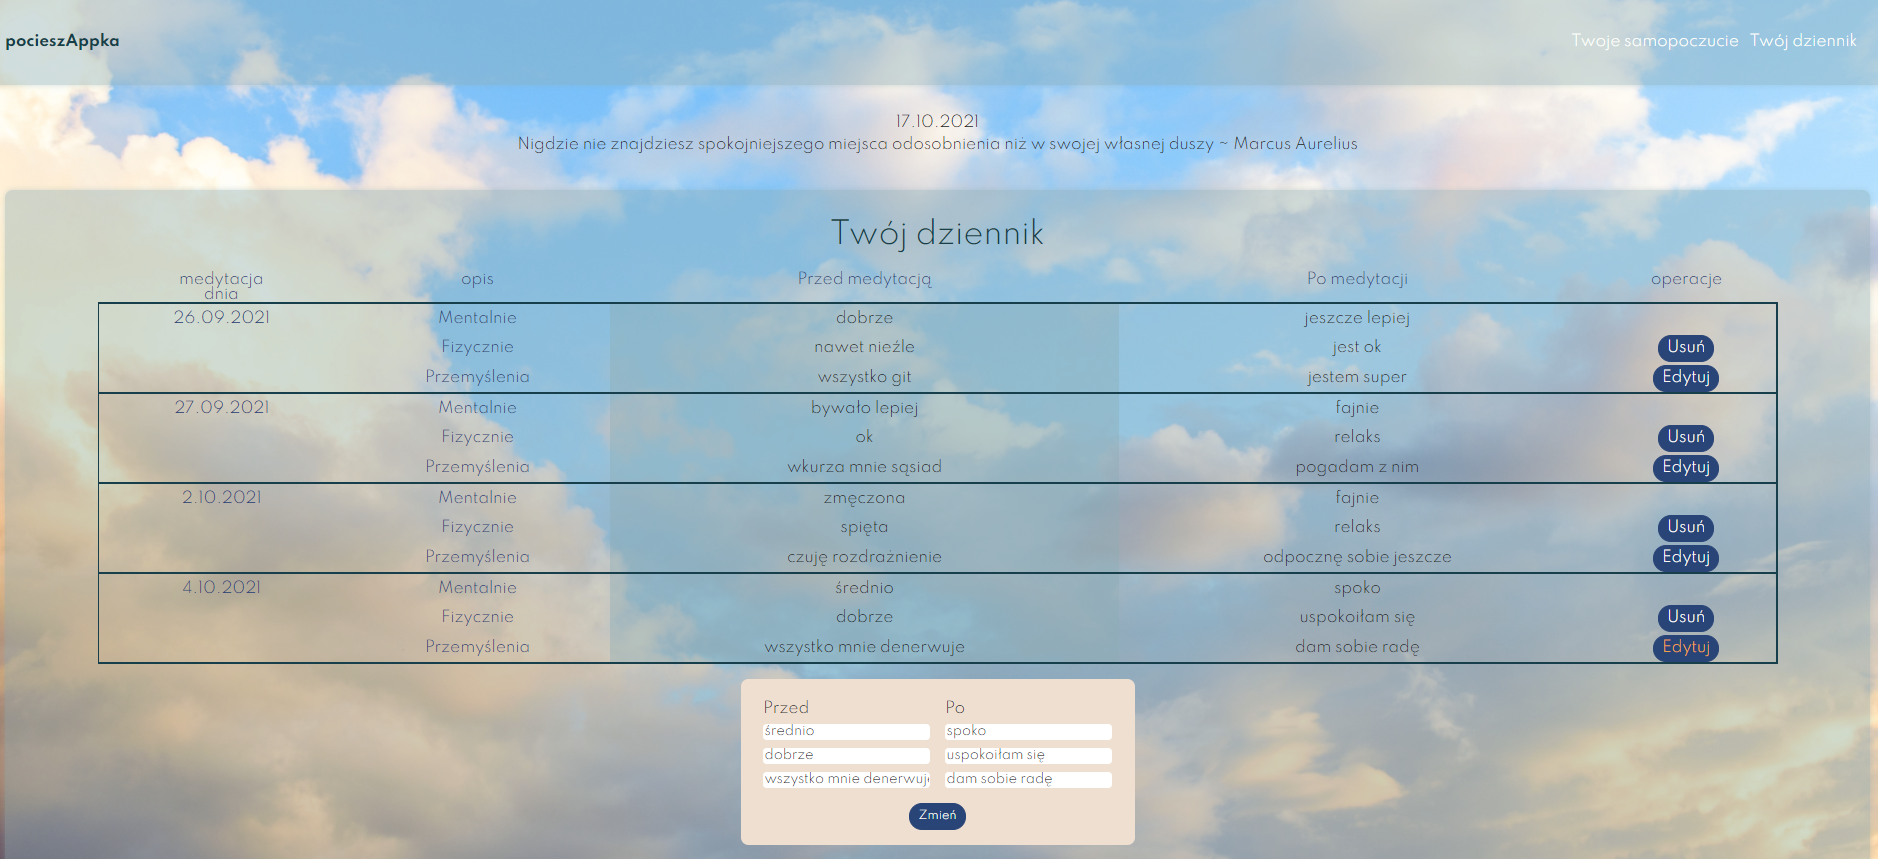 pocieszAppka Twoje samopoczucie Twój dziennik
17.10.2021
Nigdzie nie znajdziesz spokojniejszego miejsca odosobnienia niż w swojej własnej duszy ~ Marcus Aurelius
Twój dziennik
medytacja dnia opis Przed medytacją Po medytacji operacje
26.09.2021 Mentalnie dobrze jeszcze lepiej
Fizycznie nawet nieźle jest ok Usuń
Przemyślenia wszystko git jestem super Edytuj
27.09.2021 Mentalnie bywało lepiej fajnie
Fizycznie ok relaks Usuń
Przemyślenia wkurza mnie sąsiad pogadam z nim Edytuj
2.10.2021 Mentalnie zmęczona fajnie
Fizycznie spięta relaks Usuń
Przemyślenia czuję rozdrażnienie odpocznę sobie jeszcze Edytuj
4.10.2021 Mentalnie średnio spoko
Fizycznie dobrze uspokoiłam się Usuń
Przemyślenia wszystko mnie denerwuje dam sobie radę Edytuj
Przed Po
średnio spoko
dobrze uspokoiłam się
wszystko mnie denerwuj dam sobie radę
Zmień